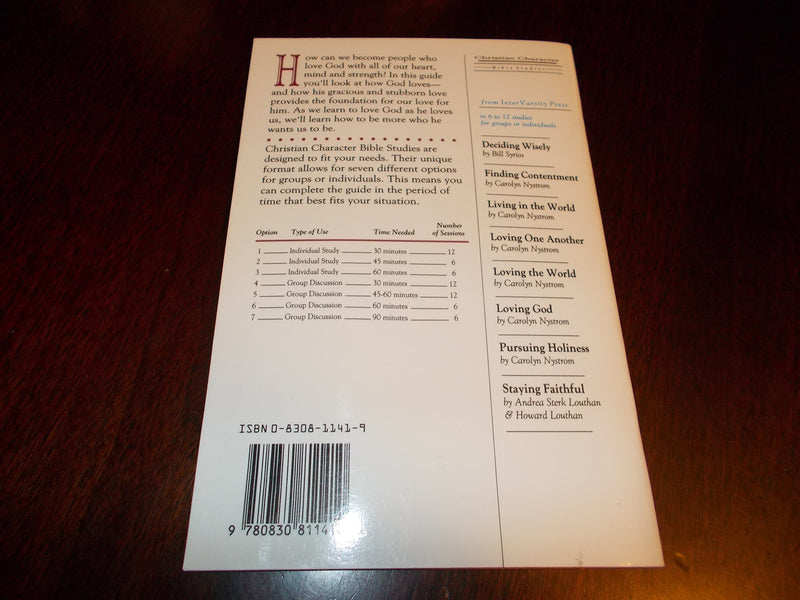 How can we become people who
love God with all of our heart,
mind and strength? In this guide
you'll look at how God loves—
and how his gracious and stubborn love
provides the foundation for our love for
him. As we learn to love God as he loves
us, we'll learn how to be more who he
wants us to be.
Christian Character Bible Studies are
designed to fit your needs. Their unique
format allows for seven different options
for groups or individuals. This means you
can complete the guide in the period of
time that best fits your situation.
Option Type of Use Time Needed Number of Sessions
1 Individual Study 30 minutes 12
2 Individual Study 45 minutes 6
3 Individual Study 60 minutes 6
4 Group Discussion 30 minutes 12
5 Group Discussion 45-60 minutes 12
6 Group Discussion 60 minutes 6
7 Group Discussion 90 minutes 6
ISBN 0-8308-1141-9
9 780830 8114
Christian Character
Bible Studies
from InterVarsity Press
in 6 to 12 studies
for groups or individuals
Deciding Wisely
by Bill Syrios
Finding Contentment
by Carolyn Nystrom
Living in the World
by Carolyn Nystrom
Loving One Another
by Carolyn Nystrom
Loving the World
by Carolyn Nystrom
Loving God
by Carolyn Nystrom
Pursuing Holiness
by Carolyn Nystrom
Staying Faithful
by Andrea Sterk Louthan
& Howard Louthan